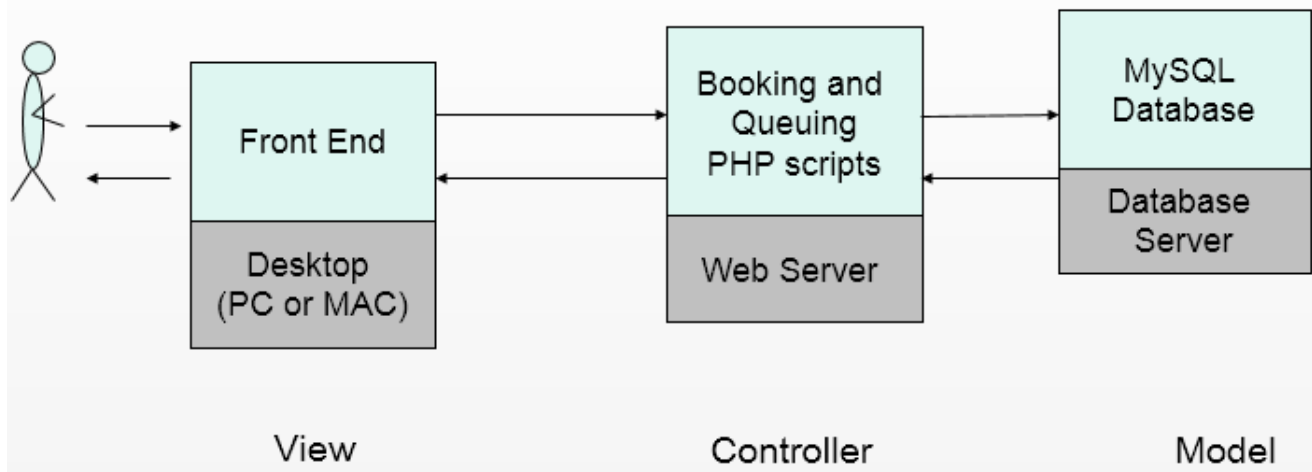 Front End
Desktop
(PC or MAC)
Booking and
Queuing
PHP scripts
Web Server
MySQL
Database
Database
Server
View
Controller
Model